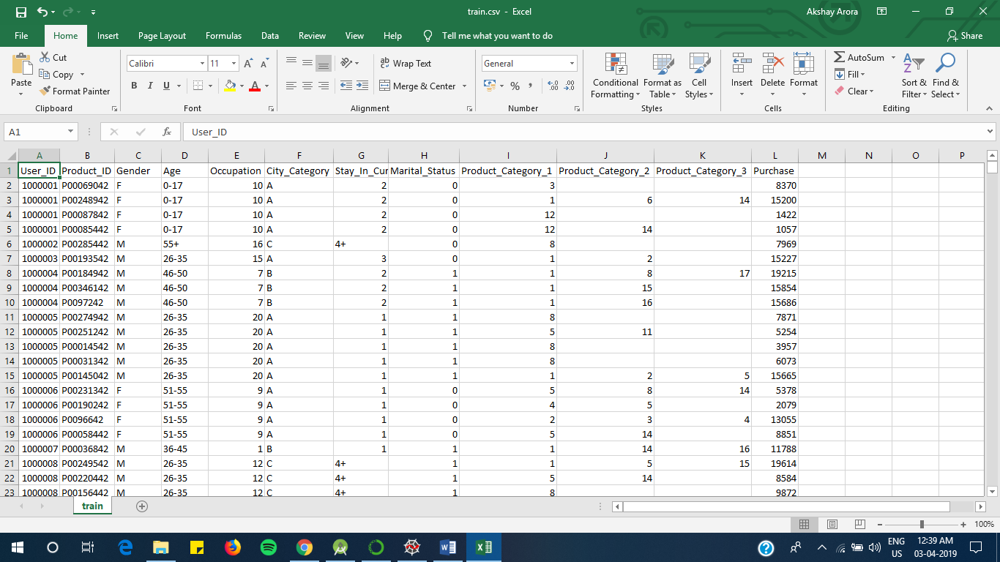 train.csv - Excel
Akshay Arora
File Home Insert Page Layout Formulas Data Review View Help Tell me what you want to do Share
Paste
Cut
Copy
Format Painter
Clipboard
Calibri 11
B I U
Font
Wrap Text
Merge & Center
Alignment
General
Number
Conditional Formatting
Format as Table
Cell Styles
Styles
Insert Delete Format
Cells
AutoSum
Fill
Clear
Sort & Filter
Find & Select
Editing
A1 fx User_ID
A B C D E F G H I J K L M N O P
1 User_ID Product_ID Gender Age Occupation City_Category Stay_In_Cur Marital_Status Product_Category_1 Product_Category_2 Product_Category_3 Purchase
2 1000001 P00069042 F 0-17 10 A 2 0 3 8370
3 1000001 P00248942 F 0-17 10 A 2 0 1 6 14 15200
4 1000001 P00087842 F 0-17 10 A 2 0 12 1422
5 1000001 P00085442 F 0-17 10 A 2 0 12 14 1057
6 1000002 P00285442 M 55+ 16 C 4+ 0 8 7969
7 1000003 P00193542 M 26-35 15 A 3 0 1 2 15227
8 1000004 P00184942 M 46-50 7 B 2 1 1 8 17 19215
9 1000004 P00346142 M 46-50 7 B 2 1 1 15 15854
10 1000004 P0097242 M 46-50 7 B 2 1 1 16 15686
11 1000005 P00274942 M 26-35 20 A 1 1 8 7871
12 1000005 P00251242 M 26-35 20 A 1 1 5 11 5254
13 1000005 P00014542 M 26-35 20 A 1 1 8 3957
14 1000005 P00031342 M 26-35 20 A 1 1 8 6073
15 1000005 P00145042 M 26-35 20 A 1 1 1 2 5 15665
16 1000006 P00231342 F 51-55 9 A 1 0 5 8 14 5378
17 1000006 P00190242 F 51-55 9 A 1 0 4 5 2079
18 1000006 P0096642 F 51-55 9 A 1 0 2 3 4 13055
19 1000006 P00058442 F 51-55 9 A 1 0 5 14 8851
20 1000007 P00036842 M 36-45 1 B 1 1 1 14 16 11788
21 1000008 P00249542 M 26-35 12 C 4+ 1 1 5 15 19614
22 1000008 P00220442 M 26-35 12 C 4+ 1 5 14 8584
23 1000008 P00156442 M 26-35 12 C 4+ 1 8 9872
train
100%
ENG 12:39 AM
US 03-04-2019